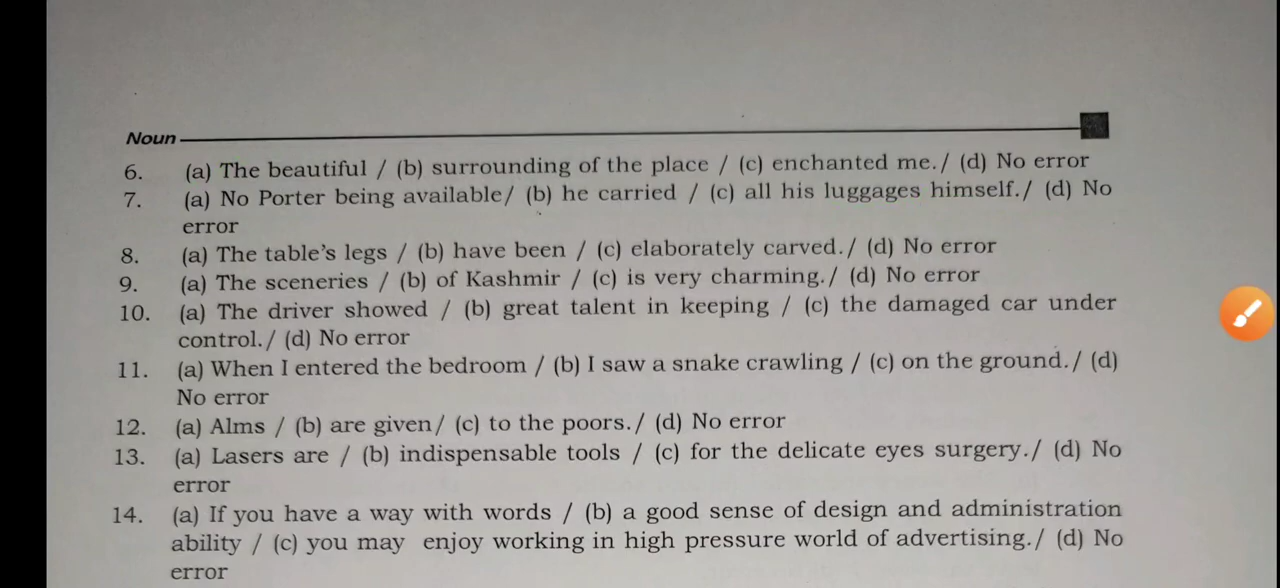 Noun
6. (a) The beautiful / (b) surrounding of the place / (c) enchanted me./ (d) No error
7. (a) No Porter being available/ (b) he carried / (c) all his luggages himself./ (d) No
error
8. (a) The table's legs / (b) have been / (c) elaborately carved./ (d) No error
9. (a) The sceneries / (b) of Kashmir / (c) is very charming./ (d) No error
10. (a) The driver showed / (b) great talent in keeping / (c) the damaged car under
control./ (d) No error
11. (a) When I entered the bedroom / (b) I saw a snake crawling / (c) on the ground./ (d)
No error
12. (a) Alms / (b) are given/ (c) to the poors./ (d) No error
13. (a) Lasers are / (b) indispensable tools / (c) for the delicate eyes surgery./ (d) No
error
14. (a) If you have a way with words / (b) a good sense of design and administration
ability / (c) you may enjoy working in high pressure world of advertising./ (d) No
error